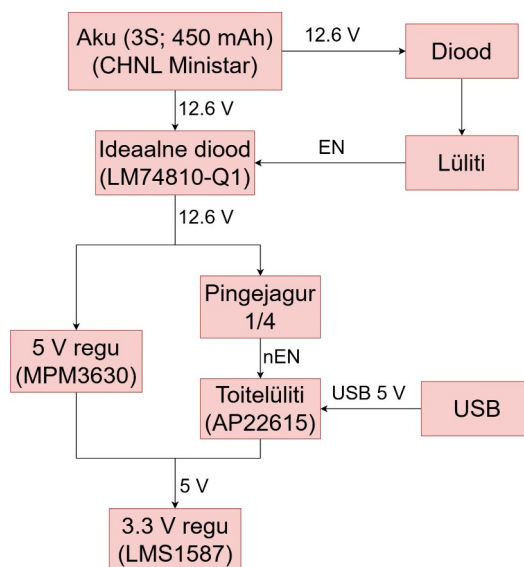 Aku (3S; 450 mAh)
(CHNL Ministar)
12.6 V
Diood
12.6 V
Ideaalne diood
(LM74810-Q1)
EN
Lüliti
12.6 V
Pingejagur
1/4
5 V regu
(MPM3630)
nEN
Toitelüliti
(AP22615)
USB 5 V
USB
5 V
3.3 V regu
(LMS1587)